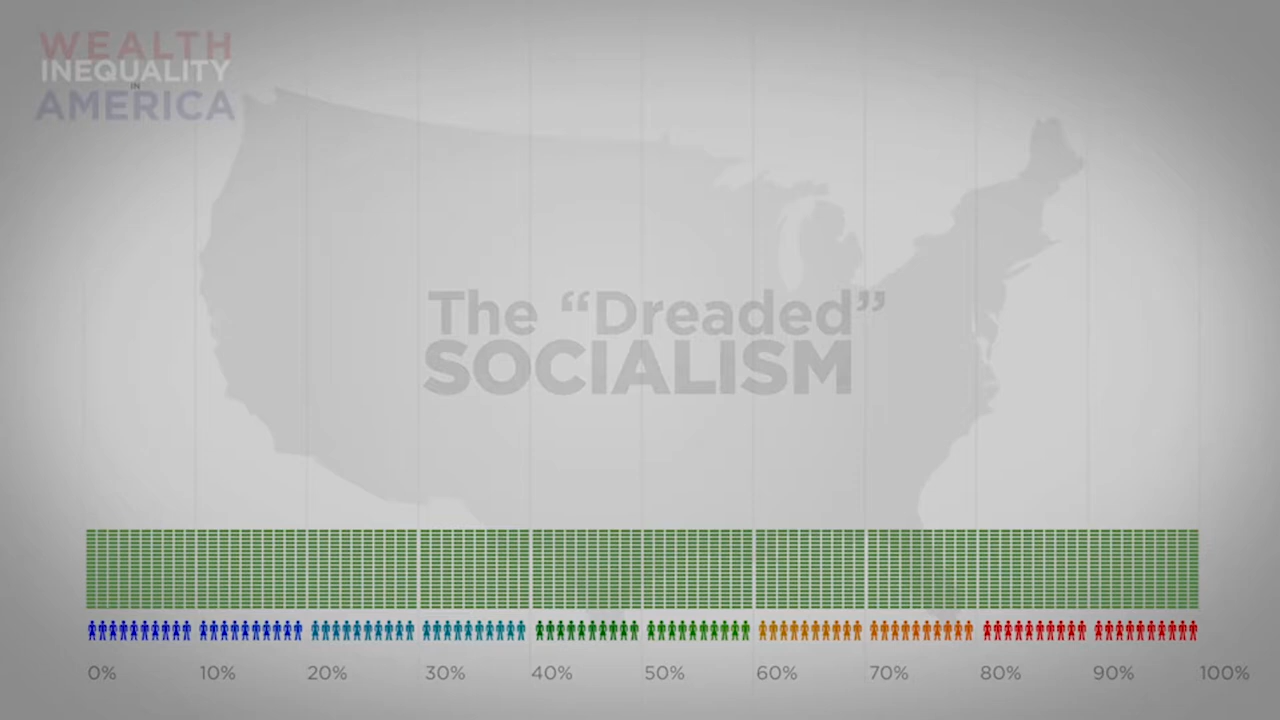 WEALTH
INEQUALITY
IN
AMERICA
The “Dreaded”
SOCIALISM
0% 10% 20% 30% 40% 50% 60% 70% 80% 90% 100%